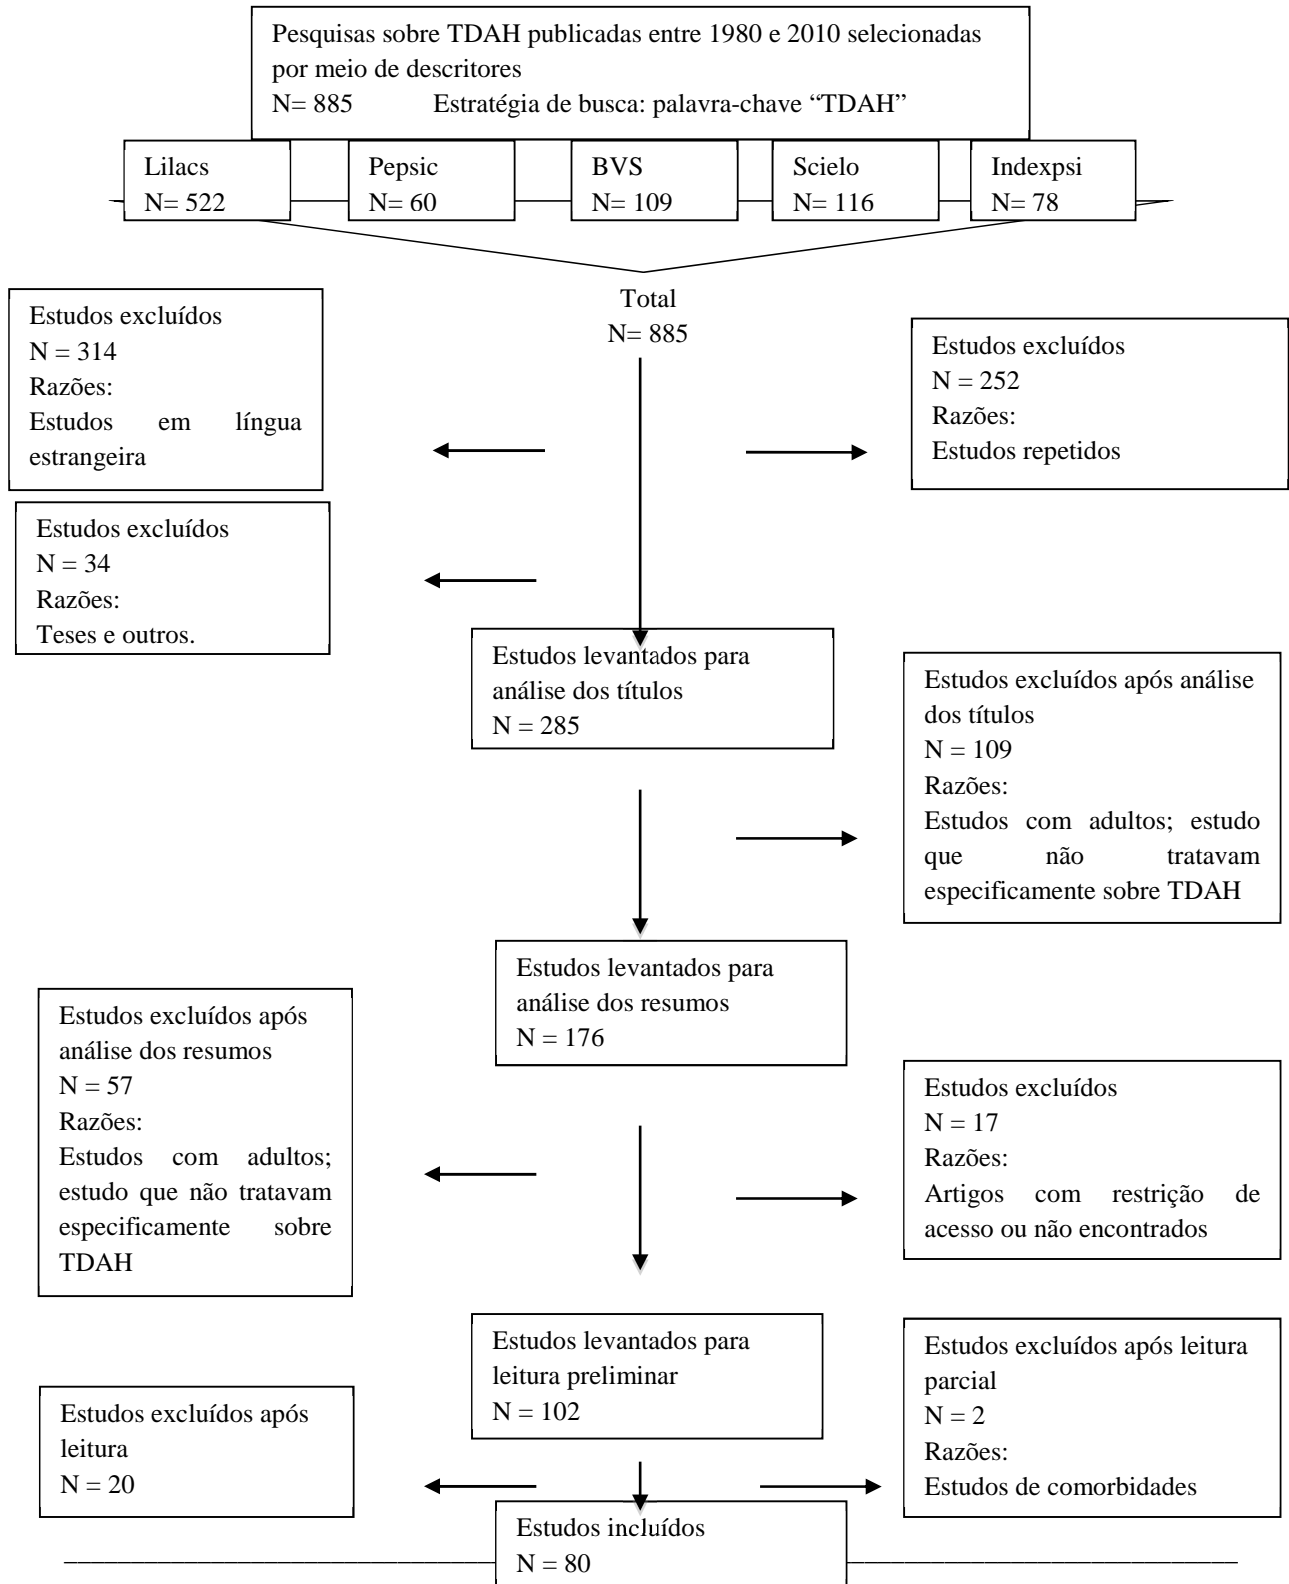 Pesquisas sobre TDAH publicadas entre 1980 e 2010 selecionadas
por meio de descritores
N= 885 Estratégia de busca: palavra-chave “TDAH”
Lilacs
N= 522
Pepsic
N= 60
BVS
N= 109
Scielo
N= 116
Indexpsi
N= 78
Total
N= 885
Estudos excluídos
N = 314
Razões:
Estudos em língua
estrangeira
Estudos excluídos
N = 252
Razões:
Estudos repetidos
Estudos excluídos
N = 34
Razões:
Teses e outros.
Estudos levantados para
análise dos títulos
N = 285
Estudos excluídos após análise
dos títulos
N = 109
Razões:
Estudos com adultos; estudo
que não tratavam
especificamente sobre TDAH
Estudos levantados para
análise dos resumos
N = 176
Estudos excluídos após
análise dos resumos
N = 57
Razões:
Estudos com adultos;
estudo que não tratavam
especificamente sobre
TDAH
Estudos excluídos
N = 17
Razões:
Artigos com restrição de
acesso ou não encontrados
Estudos levantados para
leitura preliminar
N = 102
Estudos excluídos após leitura
parcial
N = 2
Razões:
Estudos de comorbidades
Estudos excluídos após
leitura
N = 20
Estudos incluídos
N = 80